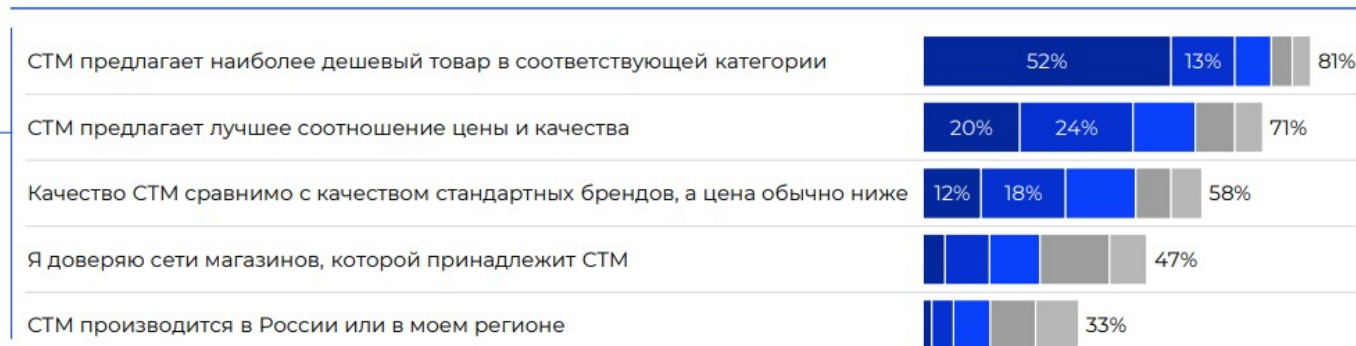 СТМ предлагает наиболее дешевый товар в соответствующей категории 52% 13% 81%
СТМ предлагает лучшее соотношение цены и качества 20% 24% 71%
Качество СТМ сравнимо с качеством стандартных брендов, а цена обычно ниже 12% 18% 58%
Я доверяю сети магазинов, которой принадлежит СТМ 47%
СТМ производится в России или в моем регионе 33%